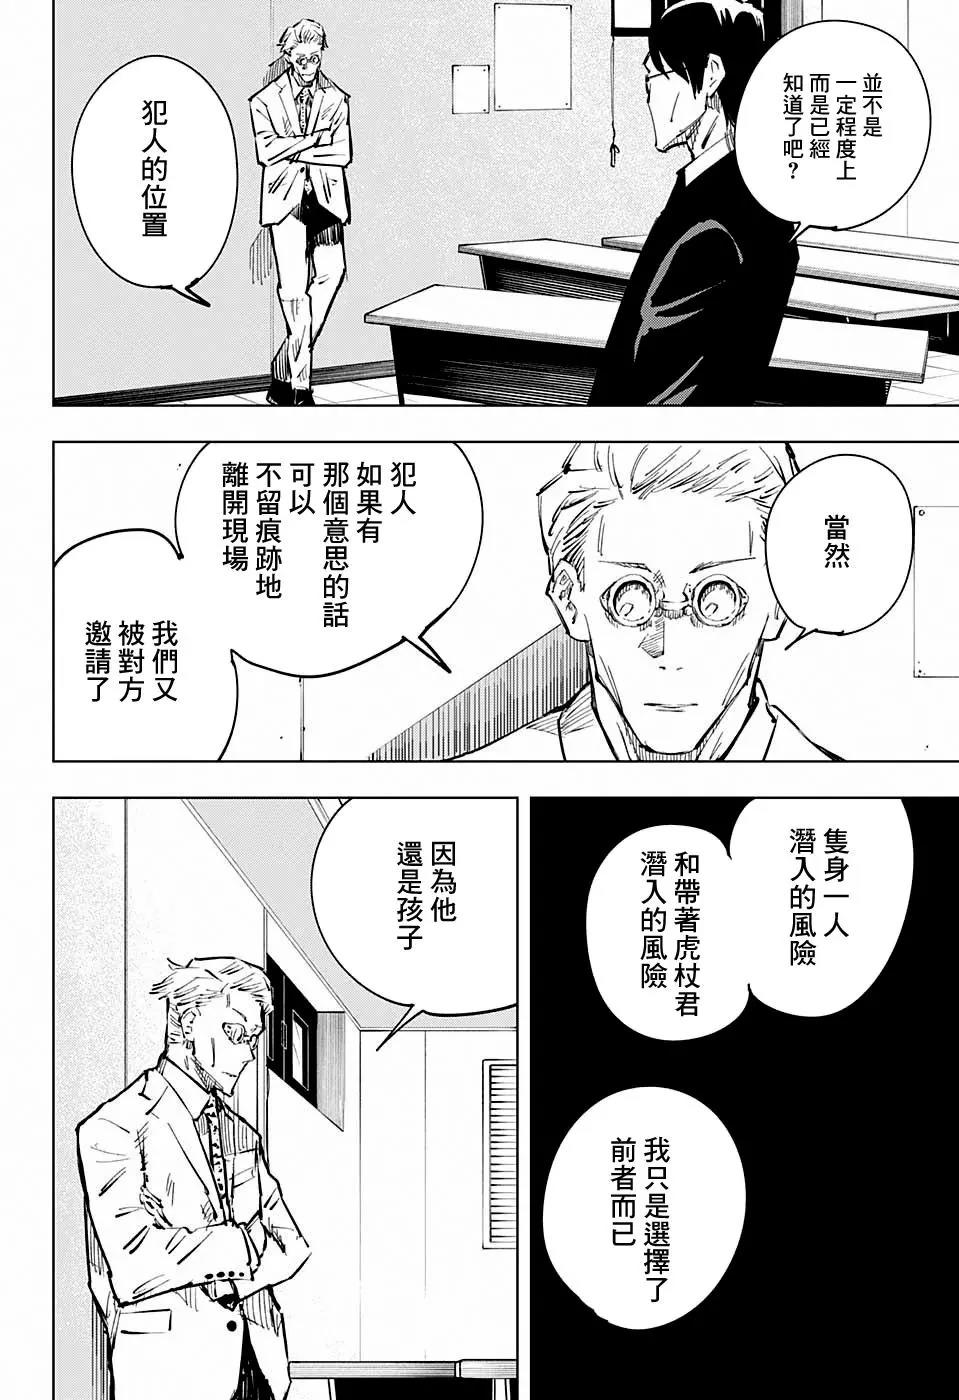 並不是
一定程度上
而是已經
知道了吧?
犯人的位置
當然
犯人
如果有
那個意思的話
可以
不留痕跡地
離開現場
我們又
被對方
邀請了
隻身一人
潛入的風險
和帶著虎杖君
潛入的風險
我只是選擇了
前者而已
因為他
還是孩子